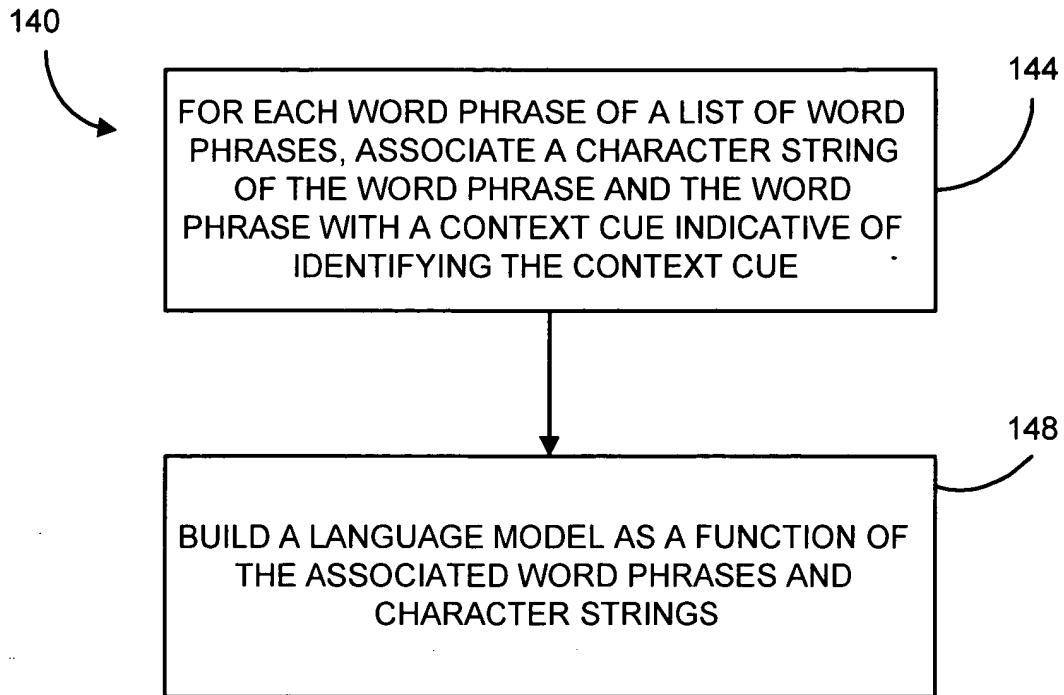 140
144
FOR EACH WORD PHRASE OF A LIST OF WORD
PHRASES, ASSOCIATE A CHARACTER STRING
OF THE WORD PHRASE AND THE WORD
PHRASE WITH A CONTEXT CUE INDICATIVE OF
IDENTIFYING THE CONTEXT CUE
148
BUILD A LANGUAGE MODEL AS A FUNCTION OF
THE ASSOCIATED WORD PHRASES AND
CHARACTER STRINGS